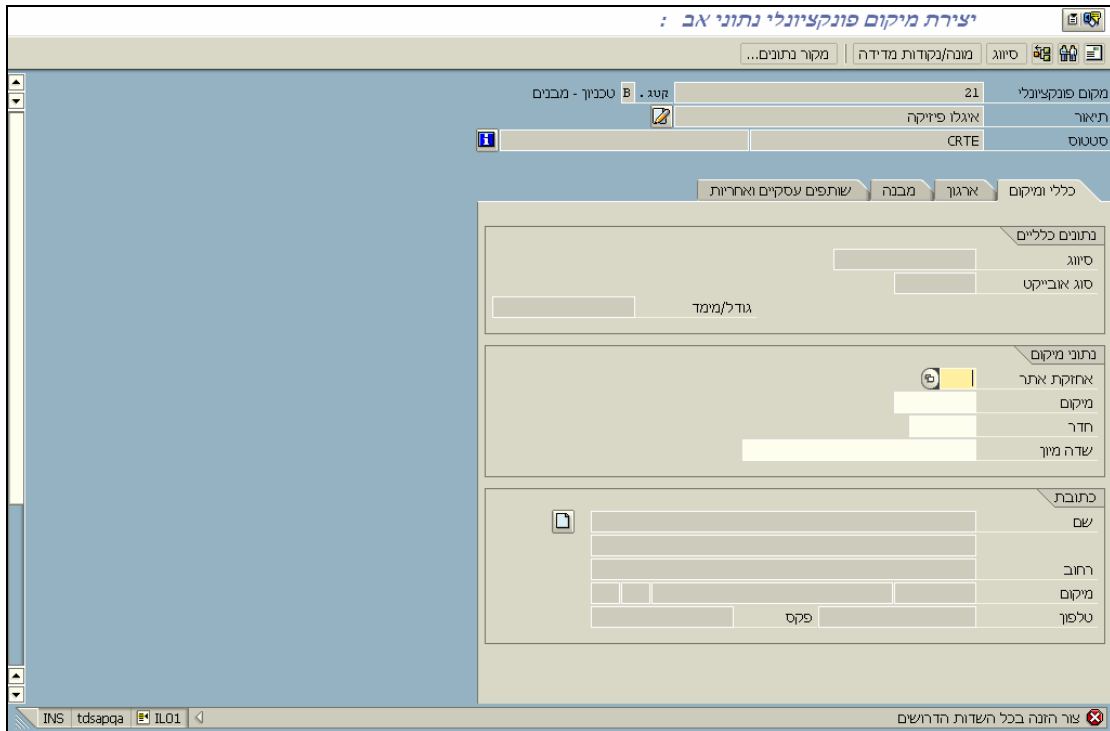 יצירת מיקום פונקציונלי נתוני אב :
סיווג מונה/נקודות מדידה מקור נתונים...
מקום פונקציונלי 21 קטג. B טכניון - מבנים
תיאור איגלו פיזיקה
סטטוס CRTE
כללי ומיקום ארגון מבנה שותפים עסקיים ואחריות
נתונים כלליים
סיווג
סוג אובייקט
גודל/מימד
נתוני מיקום
אחזקת אתר
מיקום
חדר
שדה מיון
כתובת
שם
רחוב
מיקום
טלפון פקס
צור הזנה בכל השדות הדרושים IL01 tdsapqa INS